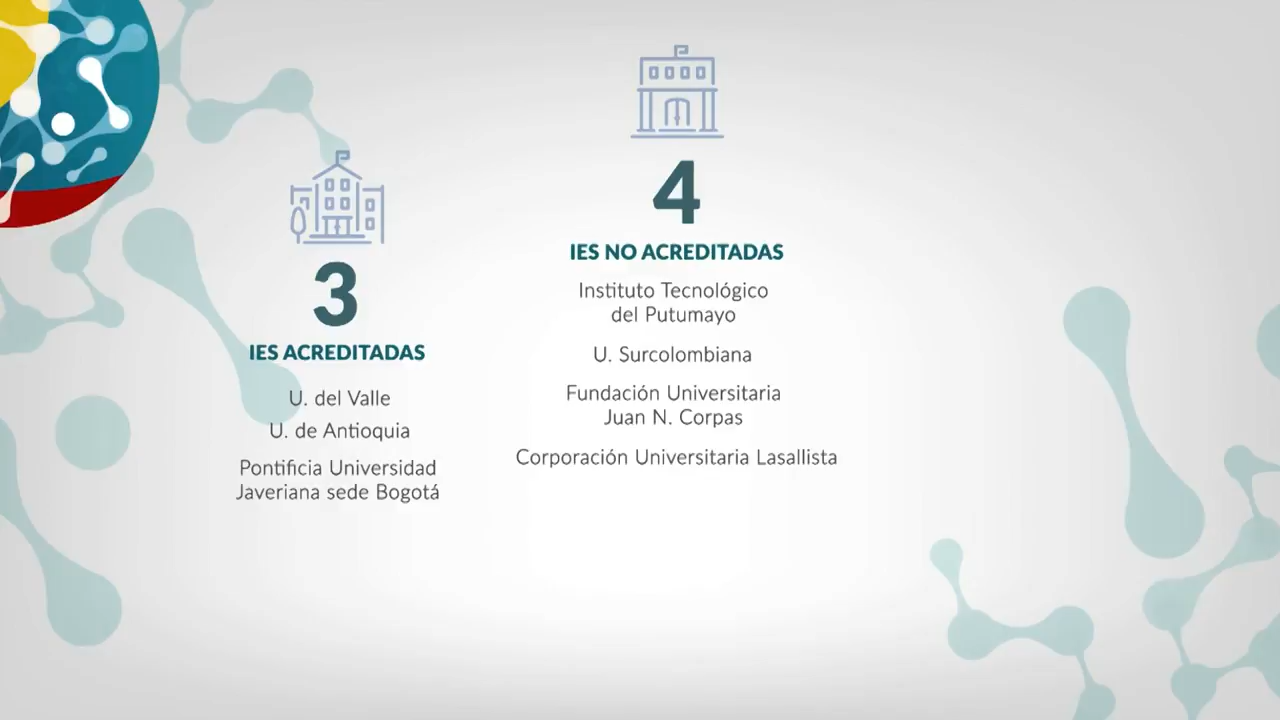 3
IES ACREDITADAS
U. del Valle
U. de Antioquia
Pontificia Universidad
Javeriana sede Bogotá
4
IES NO ACREDITADAS
Instituto Tecnológico
del Putumayo
U. Surcolombiana
Fundación Universitaria
Juan N. Corpas
Corporación Universitaria Lasallista